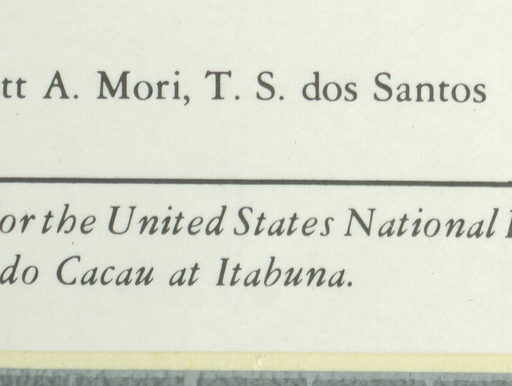 tt A. Mori, T. S. dos Santos
or the United States National
do Cacau at Itabuna.